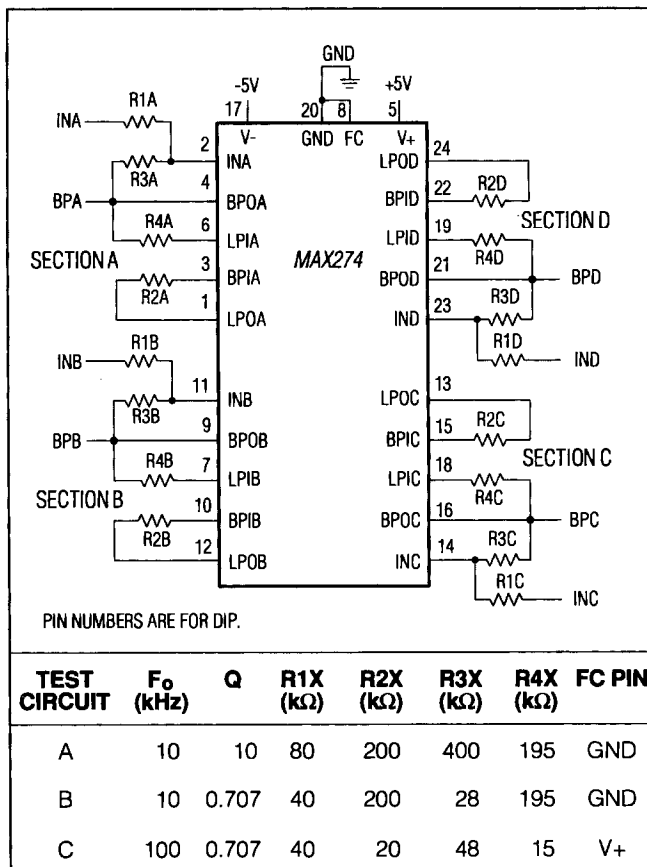 GND
-5V
+5V
R1A
17
20
8
5
INA
V-
GND
FC
V+
2
INA
LPOD
24
R3A
R2D
4
BPOA
BPID
22
BPA
SECTION D
R4A
6
LPIA
LPID
19
R4D
SECTION A
MAX274
3
BPIA
BPOD
21
BPD
R2A
R3D
1
LPOA
IND
23
R1B
R1D
INB
IND
11
INB
LPOC
13
R3B
R2C
9
BPOB
BPIC
15
BPB
SECTION C
R4B
7
LPIB
LPIC
18
R4C
SECTION B
10
BPIB
BPOC
16
BPC
R2B
R3C
12
LPOB
INC
14
R1C
INC
PIN NUMBERS ARE FOR DIP.
TEST CIRCUIT FO (kHz) Q R1X (kΩ) R2X (kΩ) R3X (kΩ) R4X (kΩ) FC PIN
A 10 10 80 200 400 195 GND
B 10 0.707 40 200 28 195 GND
C 100 0.707 40 20 48 15 V+